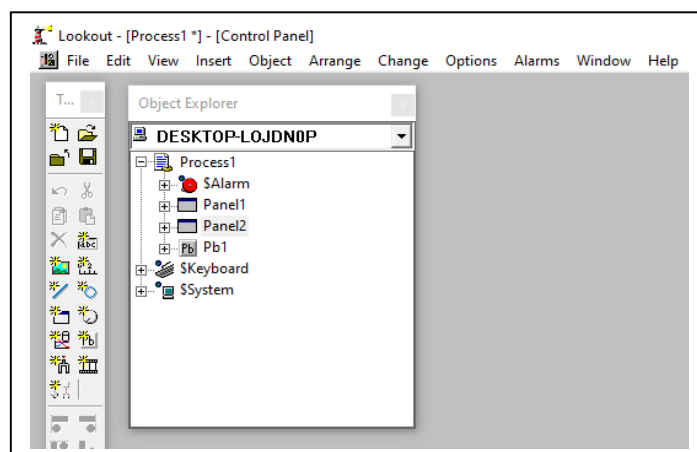 Lookout - [Process1 *] - [Control Panel]
File Edit View Insert Object Arrange Change Options Alarms Window Help
T... x
Object Explorer x
DESKTOP-LOJDN0P
Process1
$Alarm
Panel1
Panel2
Pb Pb1
$Keyboard
$System